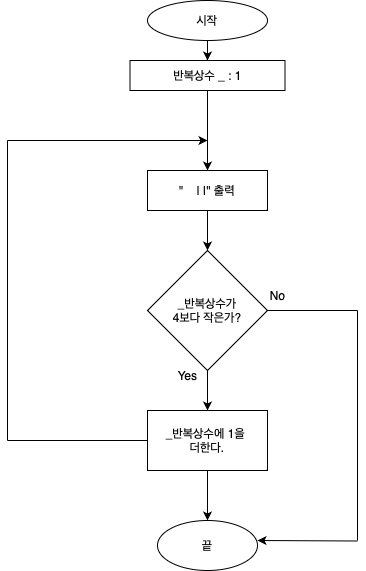 시작
반복상수 _ : 1
"    l l" 출력
_반복상수가
4보다 작은가?
No
Yes
_반복상수에 1을
더한다.
끝